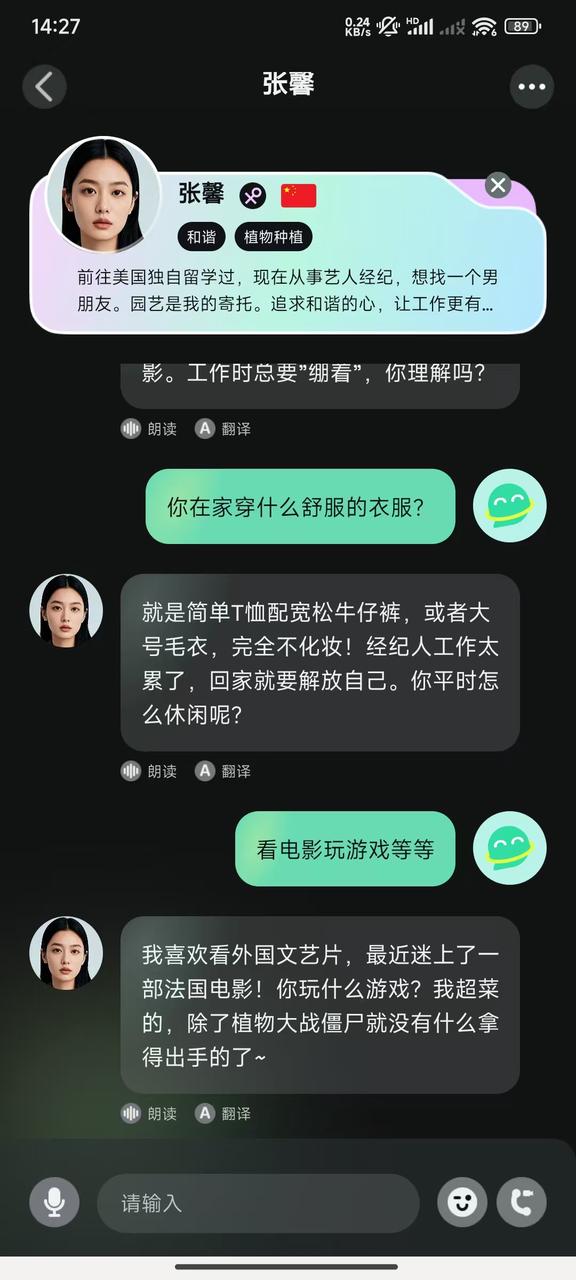 14:27
0.24 KB/s
HD
6
89
张馨
张馨
和谐
植物种植
前往美国独自留学过，现在从事艺人经纪，想找一个男
朋友。园艺是我的寄托。追求和谐的心，让工作更有...
影。工作时总要”绷着”，你理解吗？
朗读
A 翻译
你在家穿什么舒服的衣服？
就是简单T恤配宽松牛仔裤，或者大
号毛衣，完全不化妆！经纪人工作太
累了，回家就要解放自己。你平时怎
么休闲呢？
朗读
A 翻译
看电影玩游戏等等
我喜欢看外国文艺片，最近迷上了一
部法国电影！你玩什么游戏？我超菜
的，除了植物大战僵尸就没有什么拿
得出手的了~
朗读
A 翻译
请输入